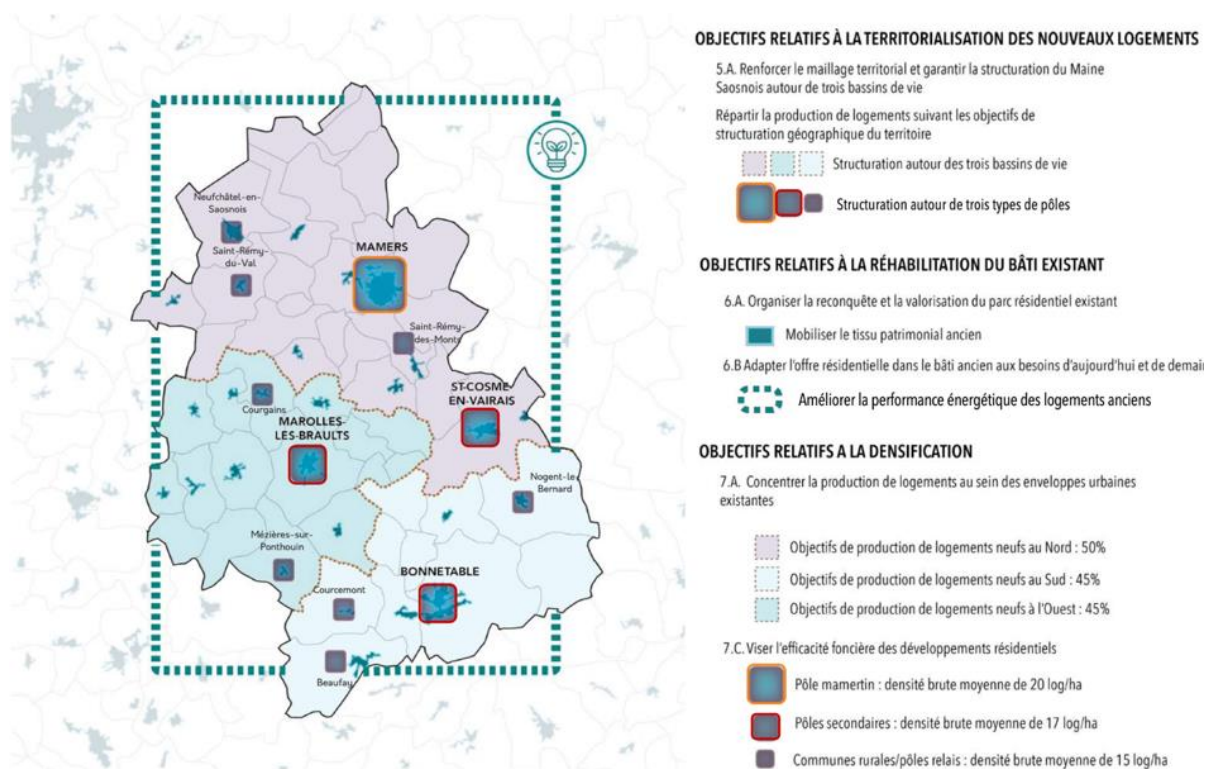 Neufchâtel-en-
Saosnois
Saint-Rémy-
du-Val
MAMERS
Saint-Rémy-
des-Monts
ST-COSME
EN-VAIRAIS
Courgains
MAROLLES-
LES-BRAULTS
Nogent-le
Bernard
Mézières-sur-
Ponthouin
BONNETABLE
Courcemont
Beaufay
OBJECTIFS RELATIFS À LA TERRITORIALISATION DES NOUVEAUX LOGEMENTS
5.A. Renforcer le maillage territorial et garantir la structuration du Maine
Saosnois autour de trois bassins de vie
Répartir la production de logements suivant les objectifs de
structuration géographique du territoire
Structuration autour des trois bassins de vie
Structuration autour de trois types de pôles
OBJECTIFS RELATIFS À LA RÉHABILITATION DU BÂTI EXISTANT
6.A. Organiser la reconquête et la valorisation du parc résidentiel existant
Mobiliser le tissu patrimonial ancien
6.B Adapter l'offre résidentielle dans le bâti ancien aux besoins d'aujourd'hui et de demai
Améliorer la performance énergétique des logements anciens
OBJECTIFS RELATIFS A LA DENSIFICATION
7.A. Concentrer la production de logements au sein des enveloppes urbaines
existantes
Objectifs de production de logements neufs au Nord : 50%
Objectifs de production de logements neufs au Sud : 45%
Objectifs de production de logements neufs à l'Ouest : 45%
7.C. Viser l'efficacité foncière des développements résidentiels
Pôle mamertin : densité brute moyenne de 20 log/ha
Pôles secondaires : densité brute moyenne de 17 log/ha
Communes rurales/pôles relais : densité brute moyenne de 15 log/ha